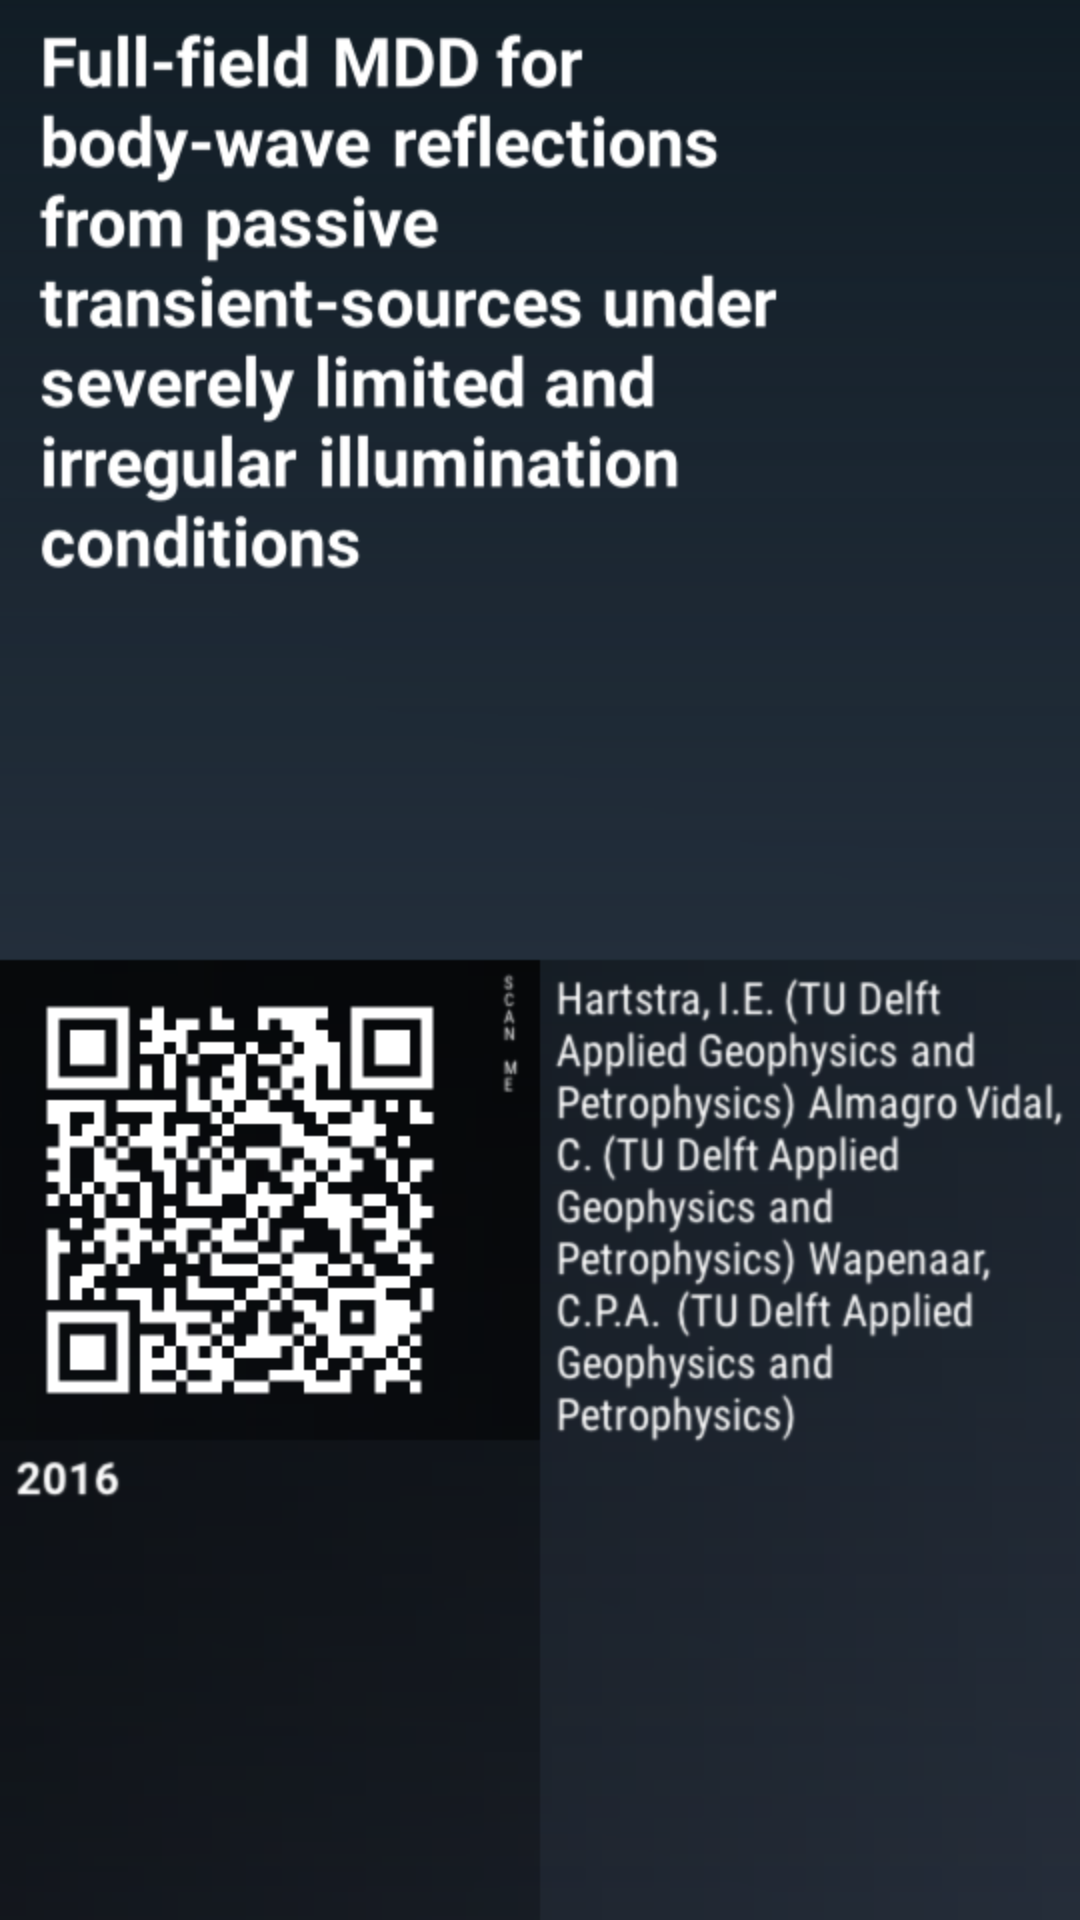 Full-field MDD for
body-wave reflections
from passive
transient-sources under
severely limited and
irregular illumination
conditions
SCAN ME
Hartstra, I.E. (TU Delft
Applied Geophysics and
Petrophysics) Almagro Vidal,
C. (TU Delft Applied
Geophysics and
Petrophysics) Wapenaar,
C.P.A. (TU Delft Applied
Geophysics and
Petrophysics)
2016